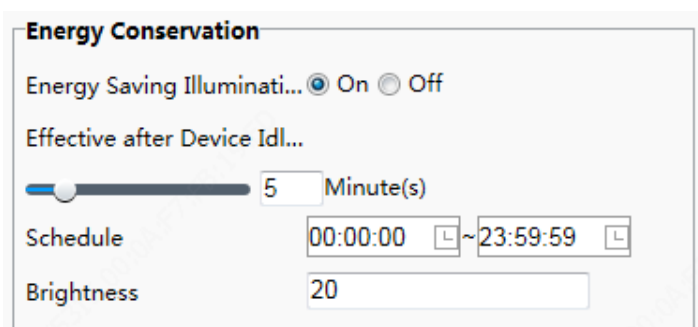 Energy Conservation
Energy Saving Illuminati... On Off
Effective after Device Idl...
5 Minute(s)
Schedule 00:00:00 ~ 23:59:59
Brightness 20